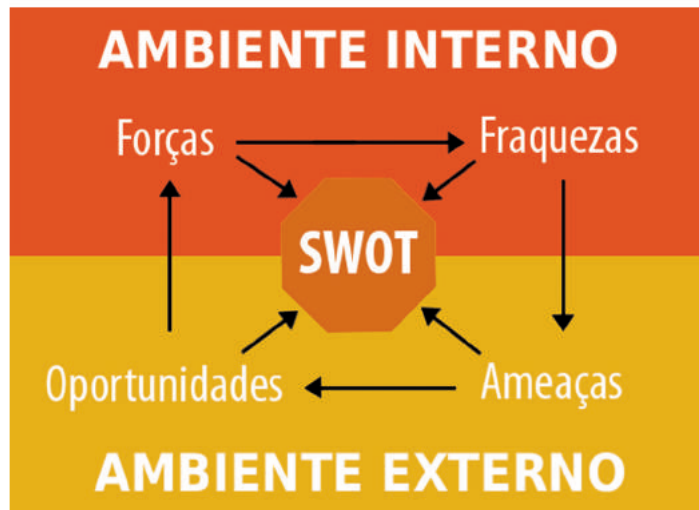 AMBIENTE INTERNO
Forças
Fraquezas
SWOT
Oportunidades
Ameaças
AMBIENTE EXTERNO